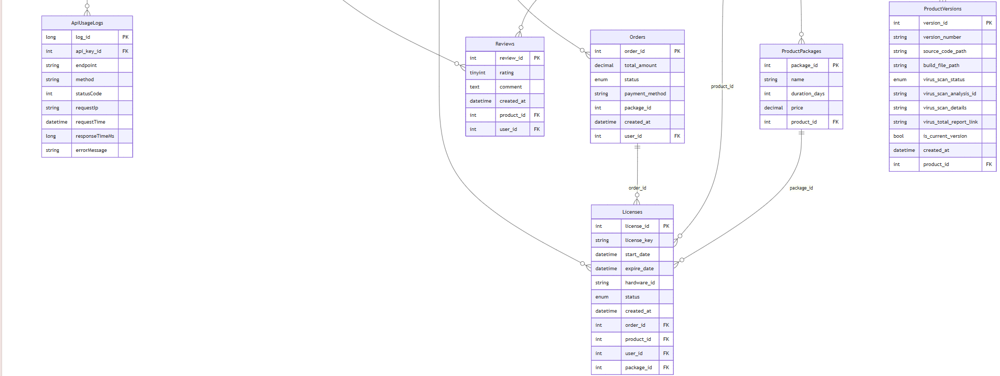 ApiUsageLogs
long log_id PK
int api_key_id FK
string endpoint
string method
int statusCode
string requestIp
datetime requestTime
long responseTimeMs
string errorMessage
Reviews
int review_id PK
tinyint rating
text comment
datetime created_at
int product_id FK
int user_id FK
Orders
int order_id PK
decimal total_amount
enum status
string payment_method
int package_id
datetime created_at
int user_id FK
product_id
ProductPackages
int package_id PK
string name
int duration_days
decimal price
int product_id FK
ProductVersions
int version_id PK
string version_number
string source_code_path
string build_file_path
enum virus_scan_status
string virus_scan_analysis_id
string virus_scan_details
string virus_total_report_link
bool is_current_version
datetime created_at
int product_id FK
order_id
package_id
Licenses
int license_id PK
string license_key
datetime start_date
datetime expire_date
string hardware_id
enum status
datetime created_at
int order_id FK
int product_id FK
int user_id FK
int package_id FK